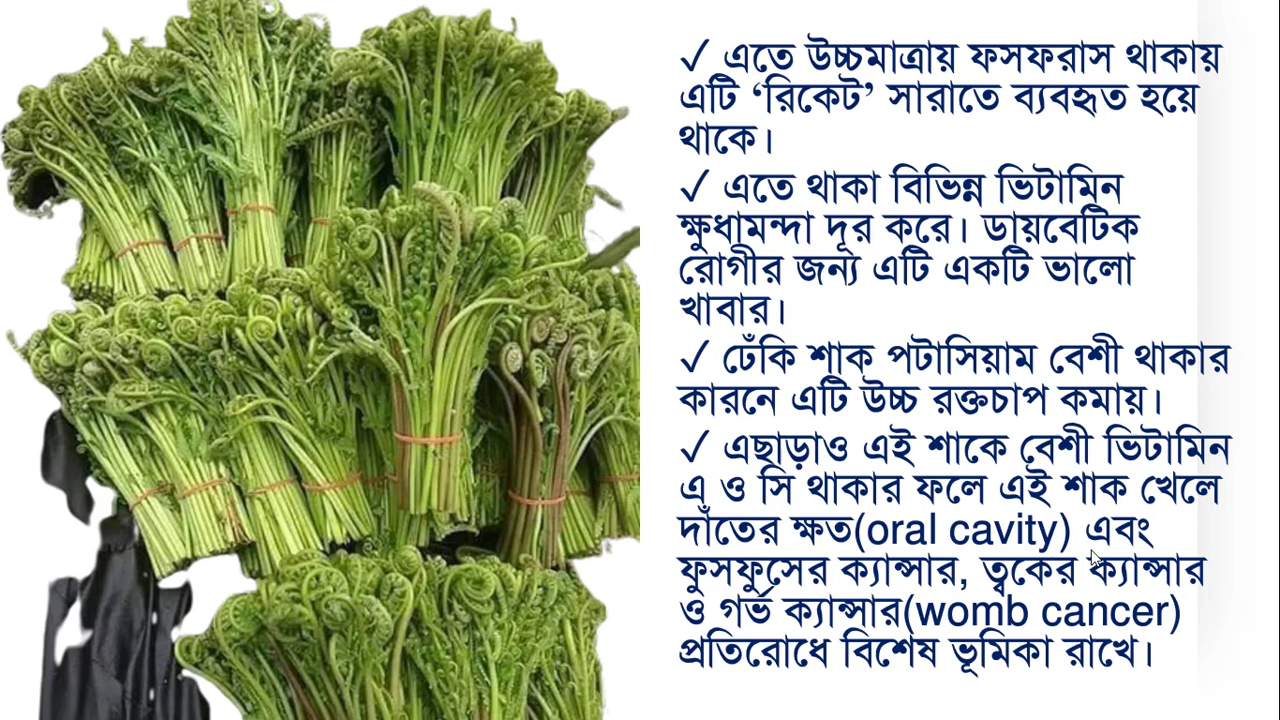 ✓ এতে উচ্চমাত্রায় ফসফরাস থাকায়
এটি ‘রিকেট’ সারাতে ব্যবহৃত হয়ে
থাকে।
✓ এতে থাকা বিভিন্ন ভিটামিন
ক্ষুধামন্দা দূর করে। ডায়বেটিক
রোগীর জন্য এটি একটি ভালো
খাবার।
✓ ঢেঁকি শাক পটাসিয়াম বেশী থাকার
কারনে এটি উচ্চ রক্তচাপ কমায়।
✓ এছাড়াও এই শাকে বেশী ভিটামিন
এ ও সি থাকার ফলে এই শাক খেলে
দাঁতের ক্ষত(oral cavity) এবং
ফুসফুসের ক্যান্সার, ত্বকের ক্যান্সার
ও গর্ভ ক্যান্সার(womb cancer)
প্রতিরোধে বিশেষ ভূমিকা রাখে।